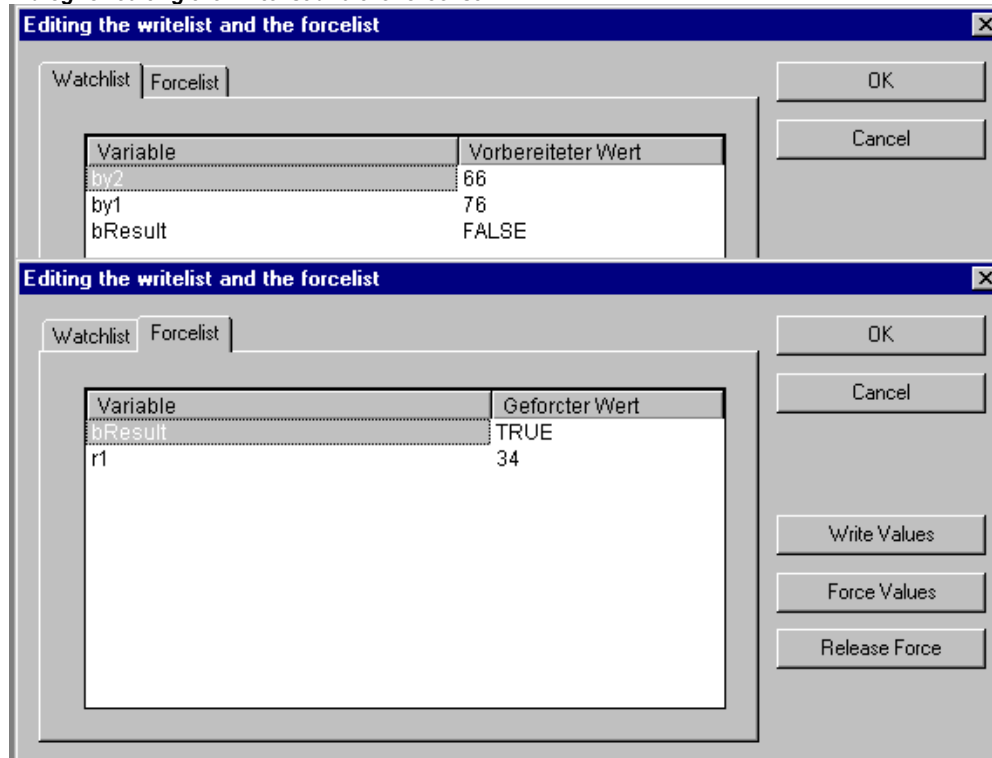 Editing the writelist and the forcelist
Watchlist Forcelist
OK
Cancel
Variable Vorbereiteter Wert
by2 66
by1 76
bResult FALSE
Editing the writelist and the forcelist
Watchlist Forcelist
OK
Cancel
Variable Geforcter Wert
bResult TRUE
r1 34
Write Values
Force Values
Release Force